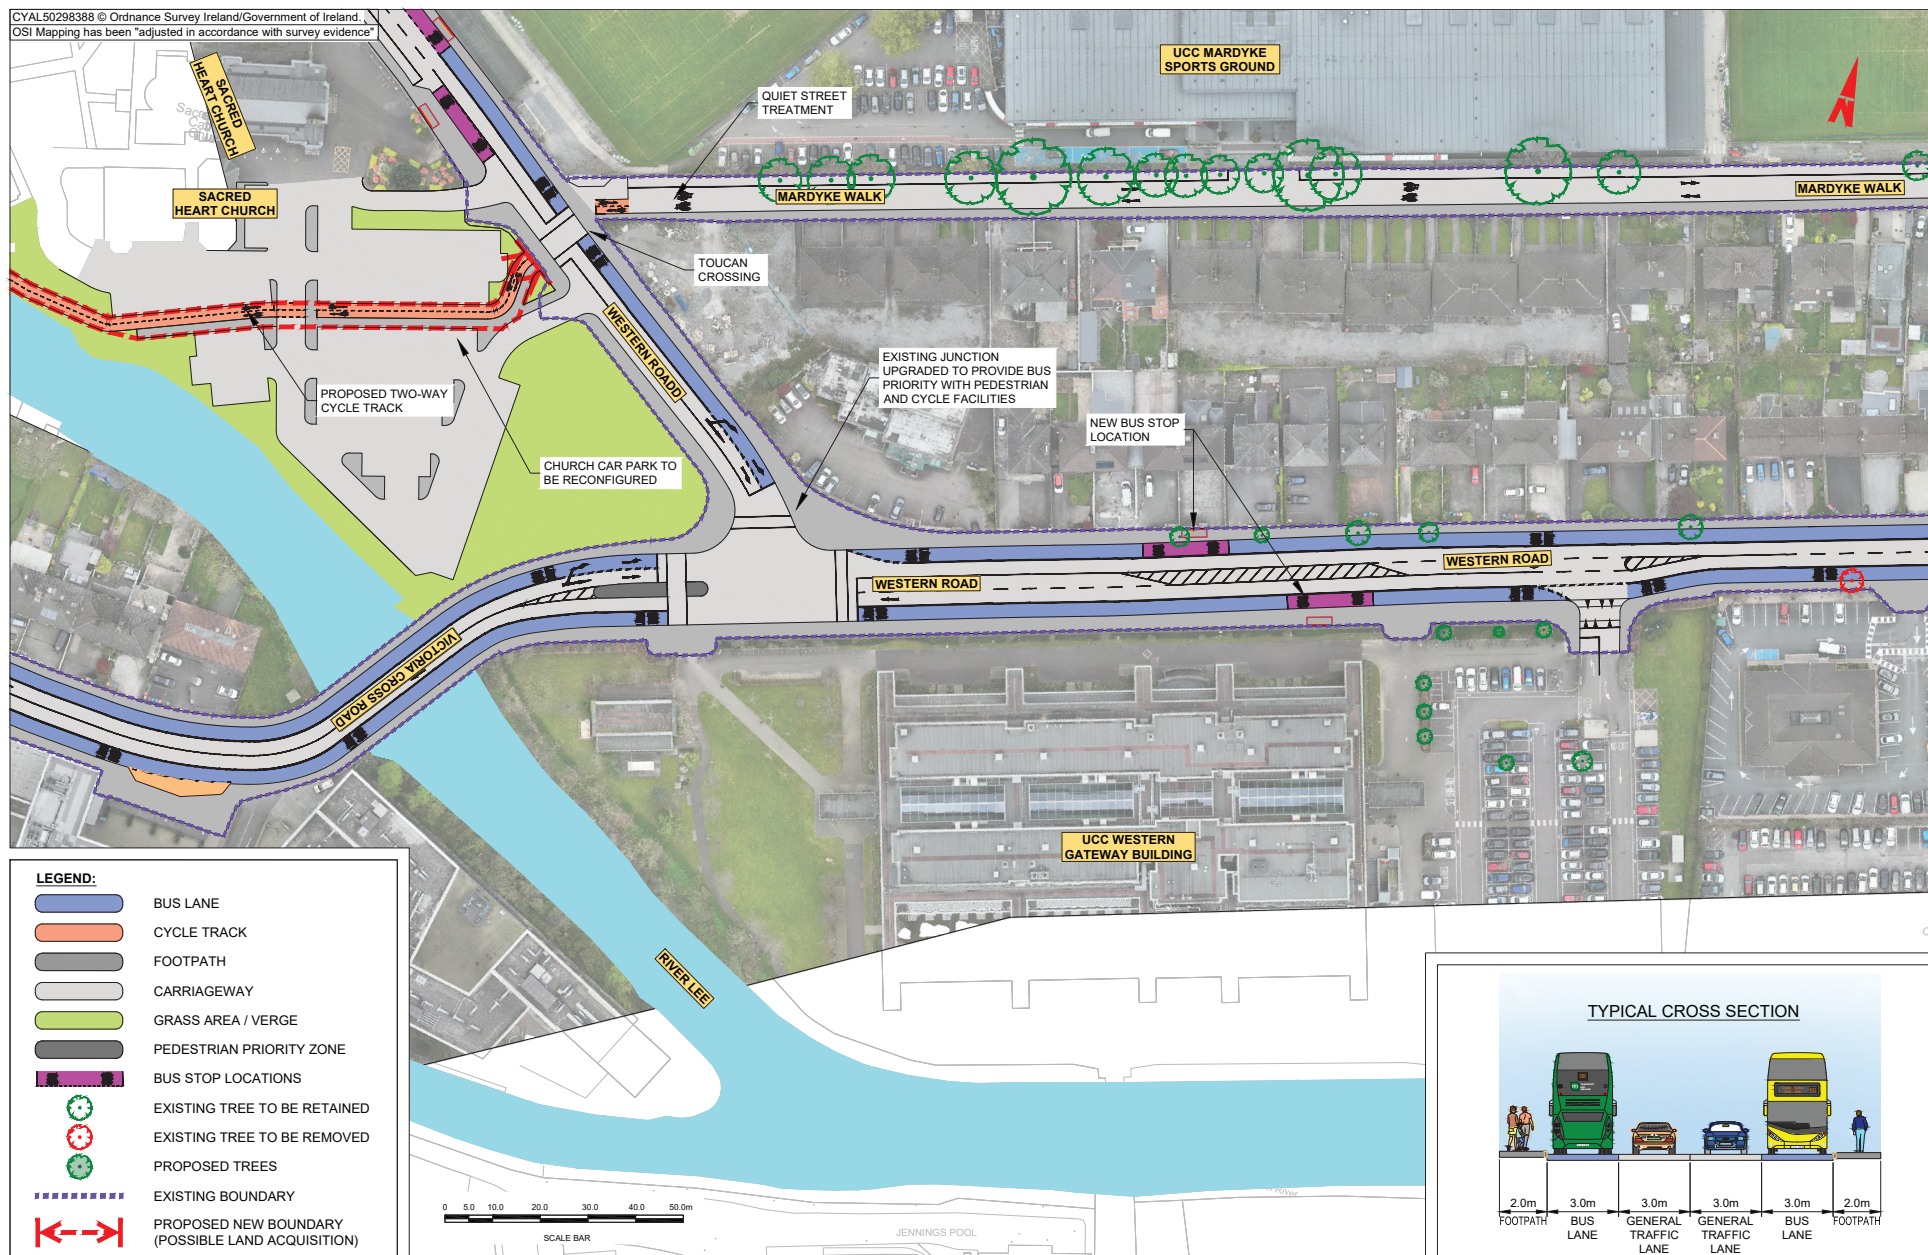 CYAL50298388 © Ordnance Survey Ireland/Government of Ireland.
OSI Mapping has been "adjusted in accordance with survey evidence"
SACRED
HEART CHURCH
SACRED
HEART CHURCH
UCC MARDYKE
SPORTS GROUND
N
QUIET STREET
TREATMENT
MARDYKE WALK
MARDYKE WALK
TOUCAN
CROSSING
WESTERN ROADD
EXISTING JUNCTION
UPGRADED TO PROVIDE BUS
PRIORITY WITH PEDESTRIAN
AND CYCLE FACILITIES
PROPOSED TWO-WAY
CYCLE TRACK
CHURCH CAR PARK TO
BE RECONFIGURED
NEW BUS STOP
LOCATION
WESTERN ROAD
WESTERN ROAD
VICTORIA CROSS ROAD
UCC WESTERN
GATEWAY BUILDING
RIVER LEE
LEGEND:
BUS LANE
CYCLE TRACK
FOOTPATH
CARRIAGEWAY
GRASS AREA / VERGE
PEDESTRIAN PRIORITY ZONE
BUS STOP LOCATIONS
EXISTING TREE TO BE RETAINED
EXISTING TREE TO BE REMOVED
PROPOSED TREES
EXISTING BOUNDARY
PROPOSED NEW BOUNDARY
(POSSIBLE LAND ACQUISITION)
0 5.0 10.0 20.0 30.0 40.0 50.0m
SCALE BAR
JENNINGS POOL
River
TYPICAL CROSS SECTION
2.0m 3.0m 3.0m 3.0m 3.0m 2.0m
FOOTPATH BUS LANE GENERAL TRAFFIC LANE GENERAL TRAFFIC LANE BUS LANE FOOTPATH